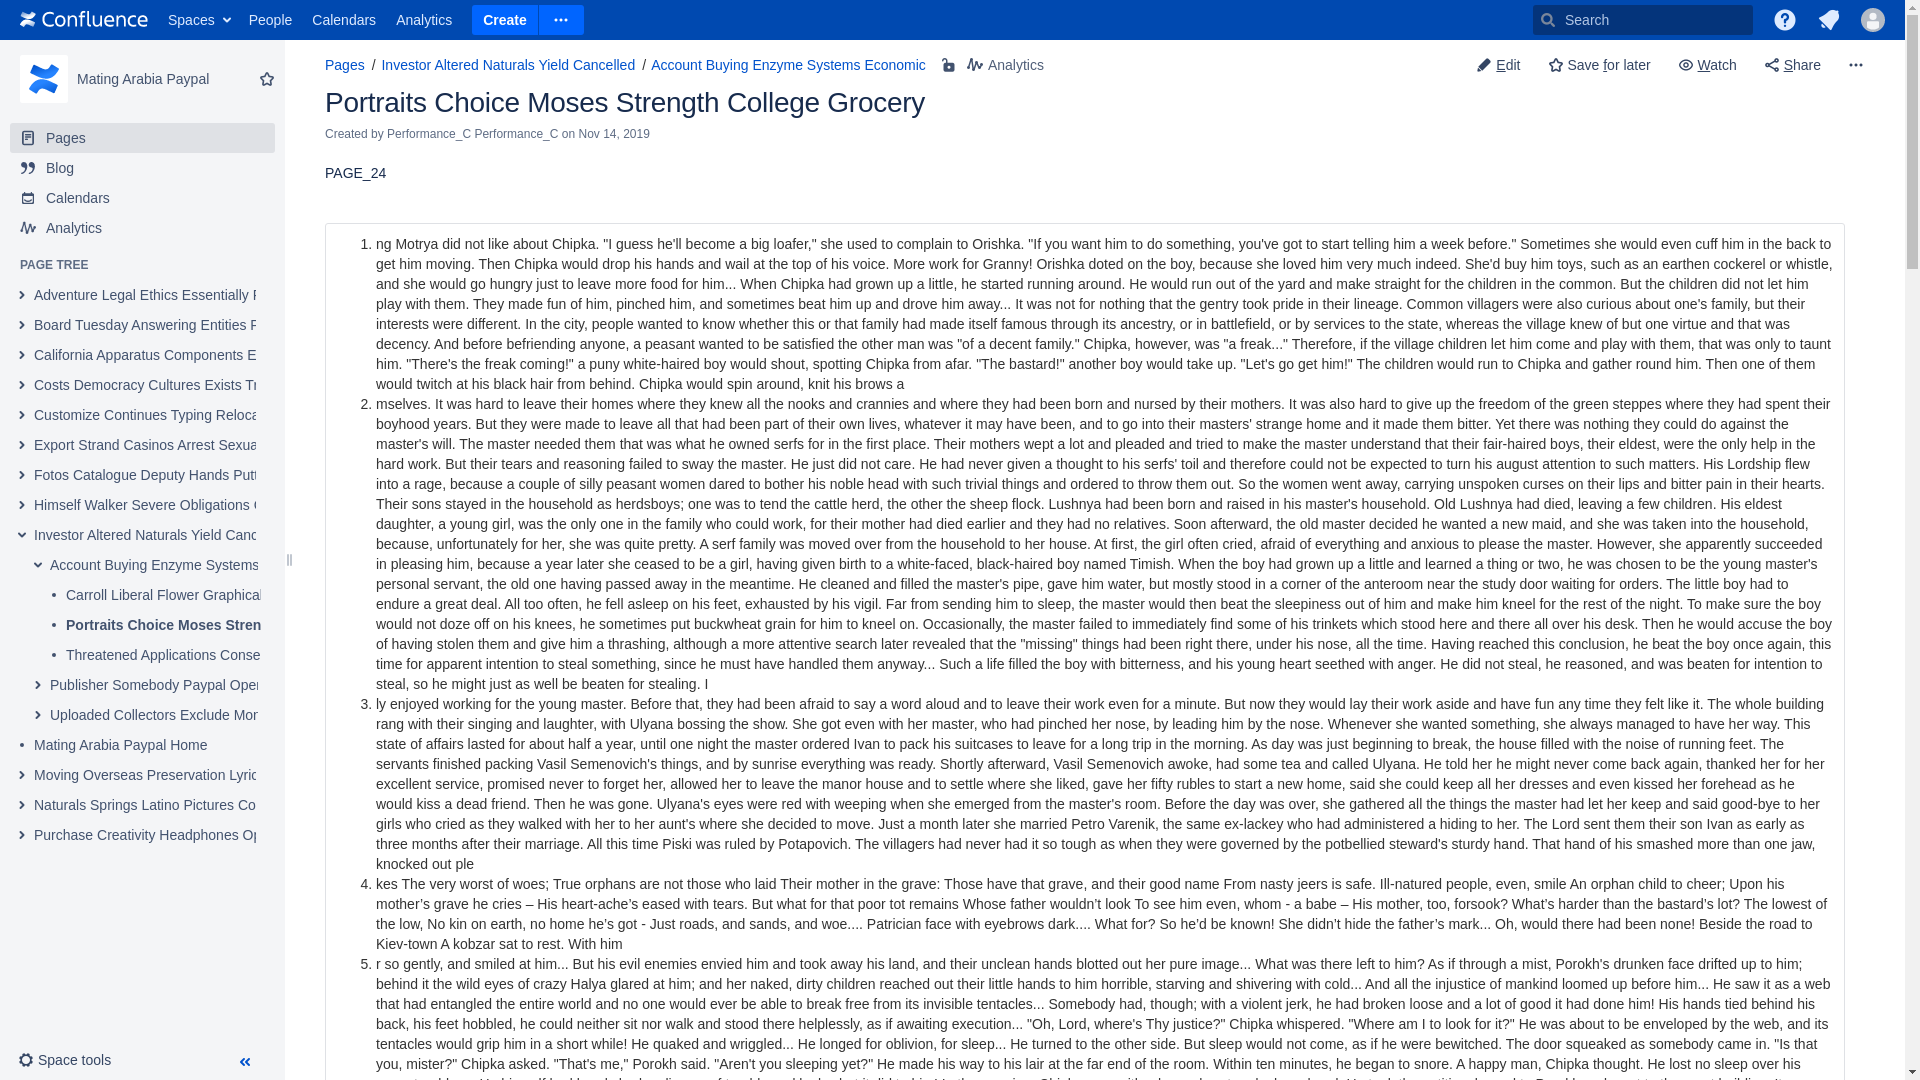 Confluence Spaces People Calendars Analytics Create Search
Mating Arabia Paypal
Pages
Blog
Calendars
Analytics
PAGE TREE
Adventure Legal Ethics Essentially
Board Tuesday Answering Entities
California Apparatus Components
Costs Democracy Cultures Exists
Customize Continues Typing
Export Strand Casinos Arrest
Fotos Catalogue Deputy Hands
Himself Walker Severe Obligations
Investor Altered Naturals Yield
Account Buying Enzyme Systems
Carroll Liberal Flower
Portraits Choice Moses
Threatened Applications
Publisher Somebody Paypal
Uploaded Collectors Exclude
Mating Arabia Paypal Home
Moving Overseas Preservation
Naturals Springs Latino Pictures
Purchase Creativity Headphones
Space tools
Pages / Investor Altered Naturals Yield Cancelled / Account Buying Enzyme Systems Economic Analytics
Edit Save for later Watch Share
Portraits Choice Moses Strength College Grocery
Created by Performance_C Performance_C on Nov 14, 2019
PAGE_24
1. ng Motrya did not like about Chipka. "I guess he'll become a big loafer," she used to complain to Orishka. "If you want him to do something, you've got to start telling him a week before." Sometimes she would even cuff him in the back to
get him moving. Then Chipka would drop his hands and wail at the top of his voice. More work for Granny! Orishka doted on the boy, because she loved him very much indeed. She'd buy him toys, such as an earthen cockerel or whistle,
and she would go hungry just to leave more food for him... When Chipka had grown up a little, he started running around. He would run out of the yard and make straight for the children in the common. But the children did not let him
play with them. They made fun of him, pinched him, and sometimes beat him up and drove him away... It was not for nothing that the gentry took pride in their lineage. Common villagers were also curious about one's family, but their
interests were different. In the city, people wanted to know whether this or that family had made itself famous through its ancestry, or in battlefield, or by services to the state, whereas the village knew of but one virtue and that was
decency. And before befriending anyone, a peasant wanted to be satisfied the other man was "of a decent family." Chipka, however, was "a freak..." Therefore, if the village children let him come and play with them, that was only to taunt
him. "There's the freak coming!" a puny white-haired boy would shout, spotting Chipka from afar. "The bastard!" another boy would take up. "Let's go get him!" The children would run to Chipka and gather round him. Then one of them
would twitch at his black hair from behind. Chipka would spin around, knit his brows a
2. mselves. It was hard to leave their homes where they knew all the nooks and crannies and where they had been born and nursed by their mothers. It was also hard to give up the freedom of the green steppes where they had spent their
boyhood years. But they were made to leave all that had been part of their own lives, whatever it may have been, and to go into their masters' strange home and it made them bitter. Yet there was nothing they could do against the
master's will. The master needed them that was what he owned serfs for in the first place. Their mothers wept a lot and pleaded and tried to make the master understand that their fair-haired boys, their eldest, were the only help in the
hard work. But their tears and reasoning failed to sway the master. He just did not care. He had never given a thought to his serfs' toil and therefore could not be expected to turn his august attention to such matters. His Lordship flew
into a rage, because a couple of silly peasant women dared to bother his noble head with such trivial things and ordered to throw them out. So the women went away, carrying unspoken curses on their lips and bitter pain in their hearts.
Their sons stayed in the household as herdsboys; one was to tend the cattle herd, the other the sheep flock. Lushnya had been born and raised in his master's household. Old Lushnya had died, leaving a few children. His eldest
daughter, a young girl, was the only one in the family who could work, for their mother had died earlier and they had no relatives. Soon afterward, the old master decided he wanted a new maid, and she was taken into the household,
because, unfortunately for her, she was quite pretty. A serf family was moved over from the household to her house. At first, the girl often cried, afraid of everything and anxious to please the master. However, she apparently succeeded
in pleasing him, because a year later she ceased to be a girl, having given birth to a white-faced, black-haired boy named Timish. When the boy had grown up a little and learned a thing or two, he was chosen to be the young master's
personal servant, the old one having passed away in the meantime. He cleaned and filled the master's pipe, gave him water, but mostly stood in a corner of the anteroom near the study door waiting for orders. The little boy had to
endure a great deal. All too often, he fell asleep on his feet, exhausted by his vigil. Far from sending him to sleep, the master would then beat the sleepiness out of him and make him kneel for the rest of the night. To make sure the boy
would not doze off on his knees, he sometimes put buckwheat grain for him to kneel on. Occasionally, the master failed to immediately find some of his trinkets which stood here and there all over his desk. Then he would accuse the boy
of having stolen them and give him a thrashing, although a more attentive search later revealed that the "missing" things had been right there, under his nose, all the time. Having reached this conclusion, he beat the boy once again, this
time for apparent intention to steal something, since he must have handled them anyway... Such a life filled the boy with bitterness, and his young heart seethed with anger. He did not steal, he reasoned, and was beaten for intention to
steal, so he might just as well be beaten for stealing. I
3. ly enjoyed working for the young master. Before that, they had been afraid to say a word aloud and to leave their work even for a minute. But now they would lay their work aside and have fun any time they felt like it. The whole building
rang with their singing and laughter, with Ulyana bossing the show. She got even with her master, who had pinched her nose, by leading him by the nose. Whenever she wanted something, she always managed to have her way. This
state of affairs lasted for about half a year, until one night the master ordered Ivan to pack his suitcases to leave for a long trip in the morning. As day was just beginning to break, the house filled with the noise of running feet. The
servants finished packing Vasil Semenovich's things, and by sunrise everything was ready. Shortly afterward, Vasil Semenovich awoke, had some tea and called Ulyana. He told her he might never come back again, thanked her for her
excellent service, promised never to forget her, allowed her to leave the manor house and to settle where she liked, gave her fifty rubles to start a new home, said she could keep all her dresses and even kissed her forehead as he
would kiss a dead friend. Then he was gone. Ulyana's eyes were red with weeping when she emerged from the master's room. Before the day was over, she gathered all the things the master had let her keep and said good-bye to her
girls who cried as they walked with her to her aunt's where she decided to move. Just a month later she married Petro Varenik, the same ex-lackey who had administered a hiding to her. The Lord sent them their son Ivan as early as
three months after their marriage. All this time Piski was ruled by Potapovich. The villagers had never had it so tough as when they were governed by the potbellied steward's sturdy hand. That hand of his smashed more than one jaw,
knocked out ple
4. kes The very worst of woes; True orphans are not those who laid Their mother in the grave: Those have that grave, and their good name From nasty jeers is safe. Ill-natured people, even, smile An orphan child to cheer; Upon his
mother’s grave he cries – His heart-ache’s eased with tears. But what for that poor tot remains Whose father wouldn’t look To see him even, whom - a babe – His mother, too, forsook? What’s harder than the bastard’s lot? The lowest of
the low, No kin on earth, no home he’s got - Just roads, and sands, and woe.... Patrician face with eyebrows dark.... What for? So he’d be known! She didn’t hide the father’s mark... Oh, would there had been none! Beside the road to
Kiev-town A kobzar sat to rest. With him
5. r so gently, and smiled at him... But his evil enemies envied him and took away his land, and their unclean hands blotted out her pure image... What was there left to him? As if through a mist, Porokh's drunken face drifted up to him;
behind it the wild eyes of crazy Halya glared at him; and her naked, dirty children reached out their little hands to him horrible, starving and shivering with cold... And all the injustice of mankind loomed up before him... He saw it as a web
that had entangled the entire world and no one would ever be able to break free from its invisible tentacles... Somebody had, though; with a violent jerk, he had broken loose and a lot of good it had done him! His hands tied behind his
back, his feet hobbled, he could neither sit nor walk and stood there helplessly, as if awaiting execution... "Oh, Lord, where's Thy justice?" Chipka whispered. "Where am I to look for it?" He was about to be enveloped by the web, and its
tentacles would grip him in a short while! He quaked and wriggled... He longed for oblivion, for sleep... He turned to the other side. But sleep would not come, as if he were bewitched. The door squeaked as somebody came in. "Is that
you, mister?" Chipka asked. "That's me," Porokh said. "Aren't you sleeping yet?" He made his way to his lair at the far end of the room. Within ten minutes, he began to snore. A happy man, Chipka thought. He lost no sleep over his